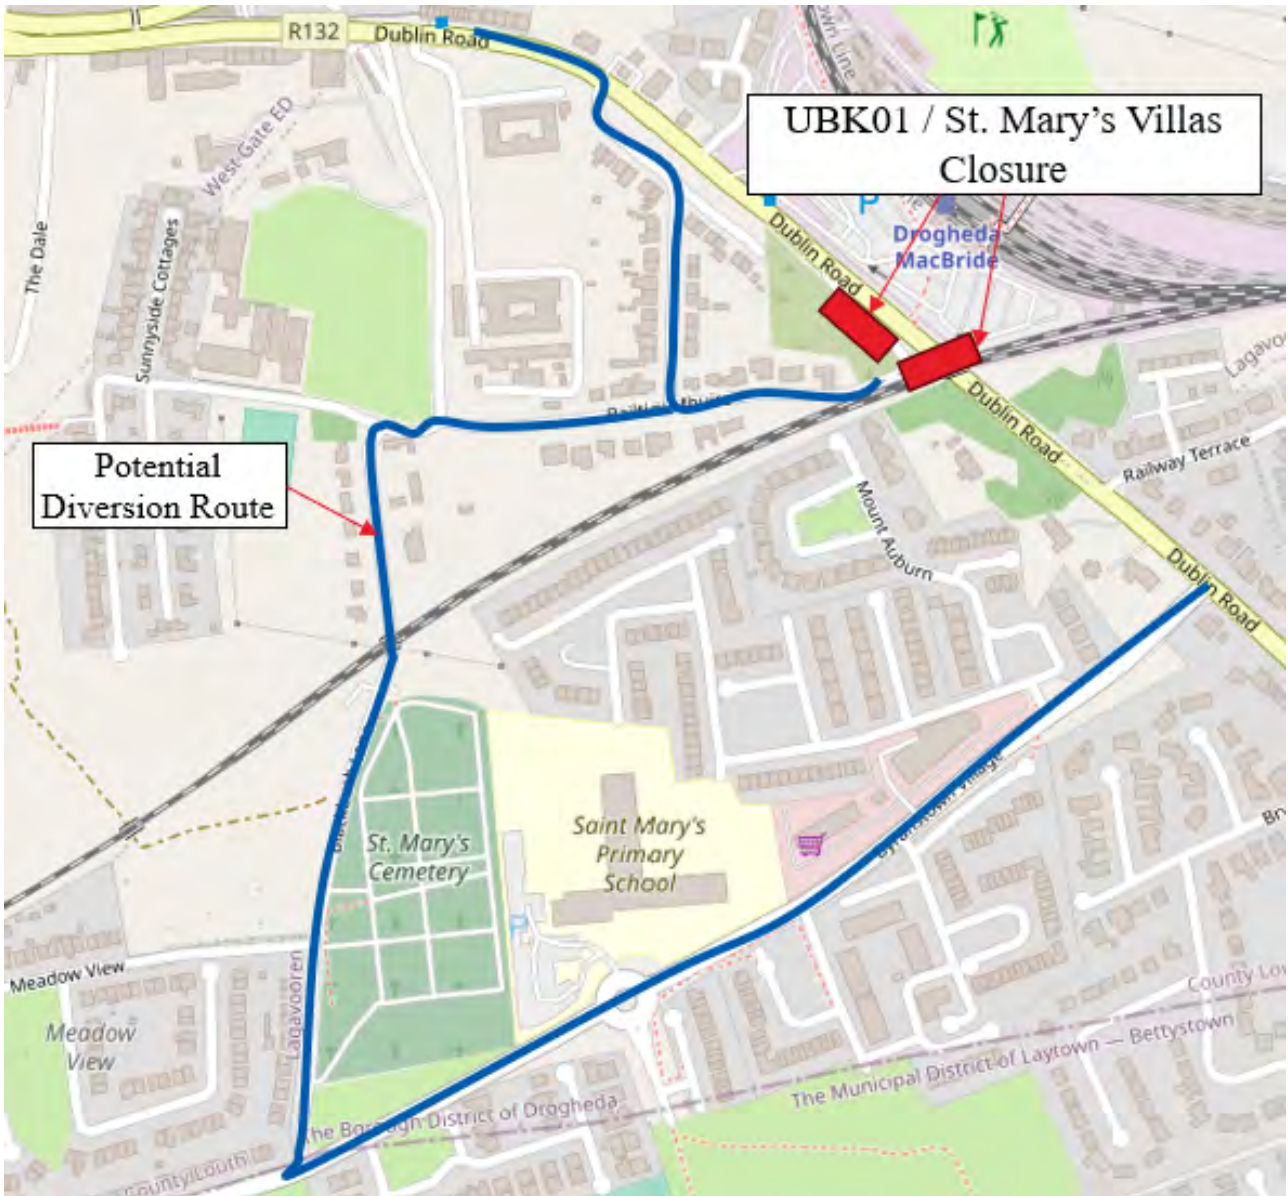 R132
Dublin Road
West Gate ED
UBK01 / St. Mary's Villas
Closure
P
Dublin Road
Drogheda
MacBride
The Dale
Sunnyside Cottages
Dublin Road
Railway Terrace
Potential
Diversion Route
Mount Auburn
Dublin Road
St. Mary's
Cemetery
Saint Mary's
Primary
School
P
Meadow View
Meadow
View
Lagavooren
The Borough District of Drogheda
The Municipal District of Laytown — Bettystown
County Louth